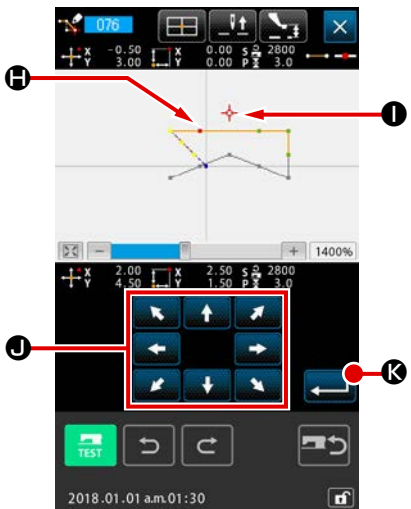 076
X -0.50 X 0.00 S 2800
Y 3.00 Y 0.00 P 3.0
H
I
1400%
X 2.00 X 2.50 S 2800
Y 4.50 Y 1.50 P 3.0
J
K
TEST
2018.01.01 a.m.01:30